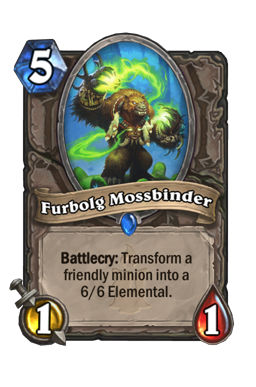 5
Furbolg Mossbinder
Battlecry: Transform a
friendly minion into a
6/6 Elemental.
1
1